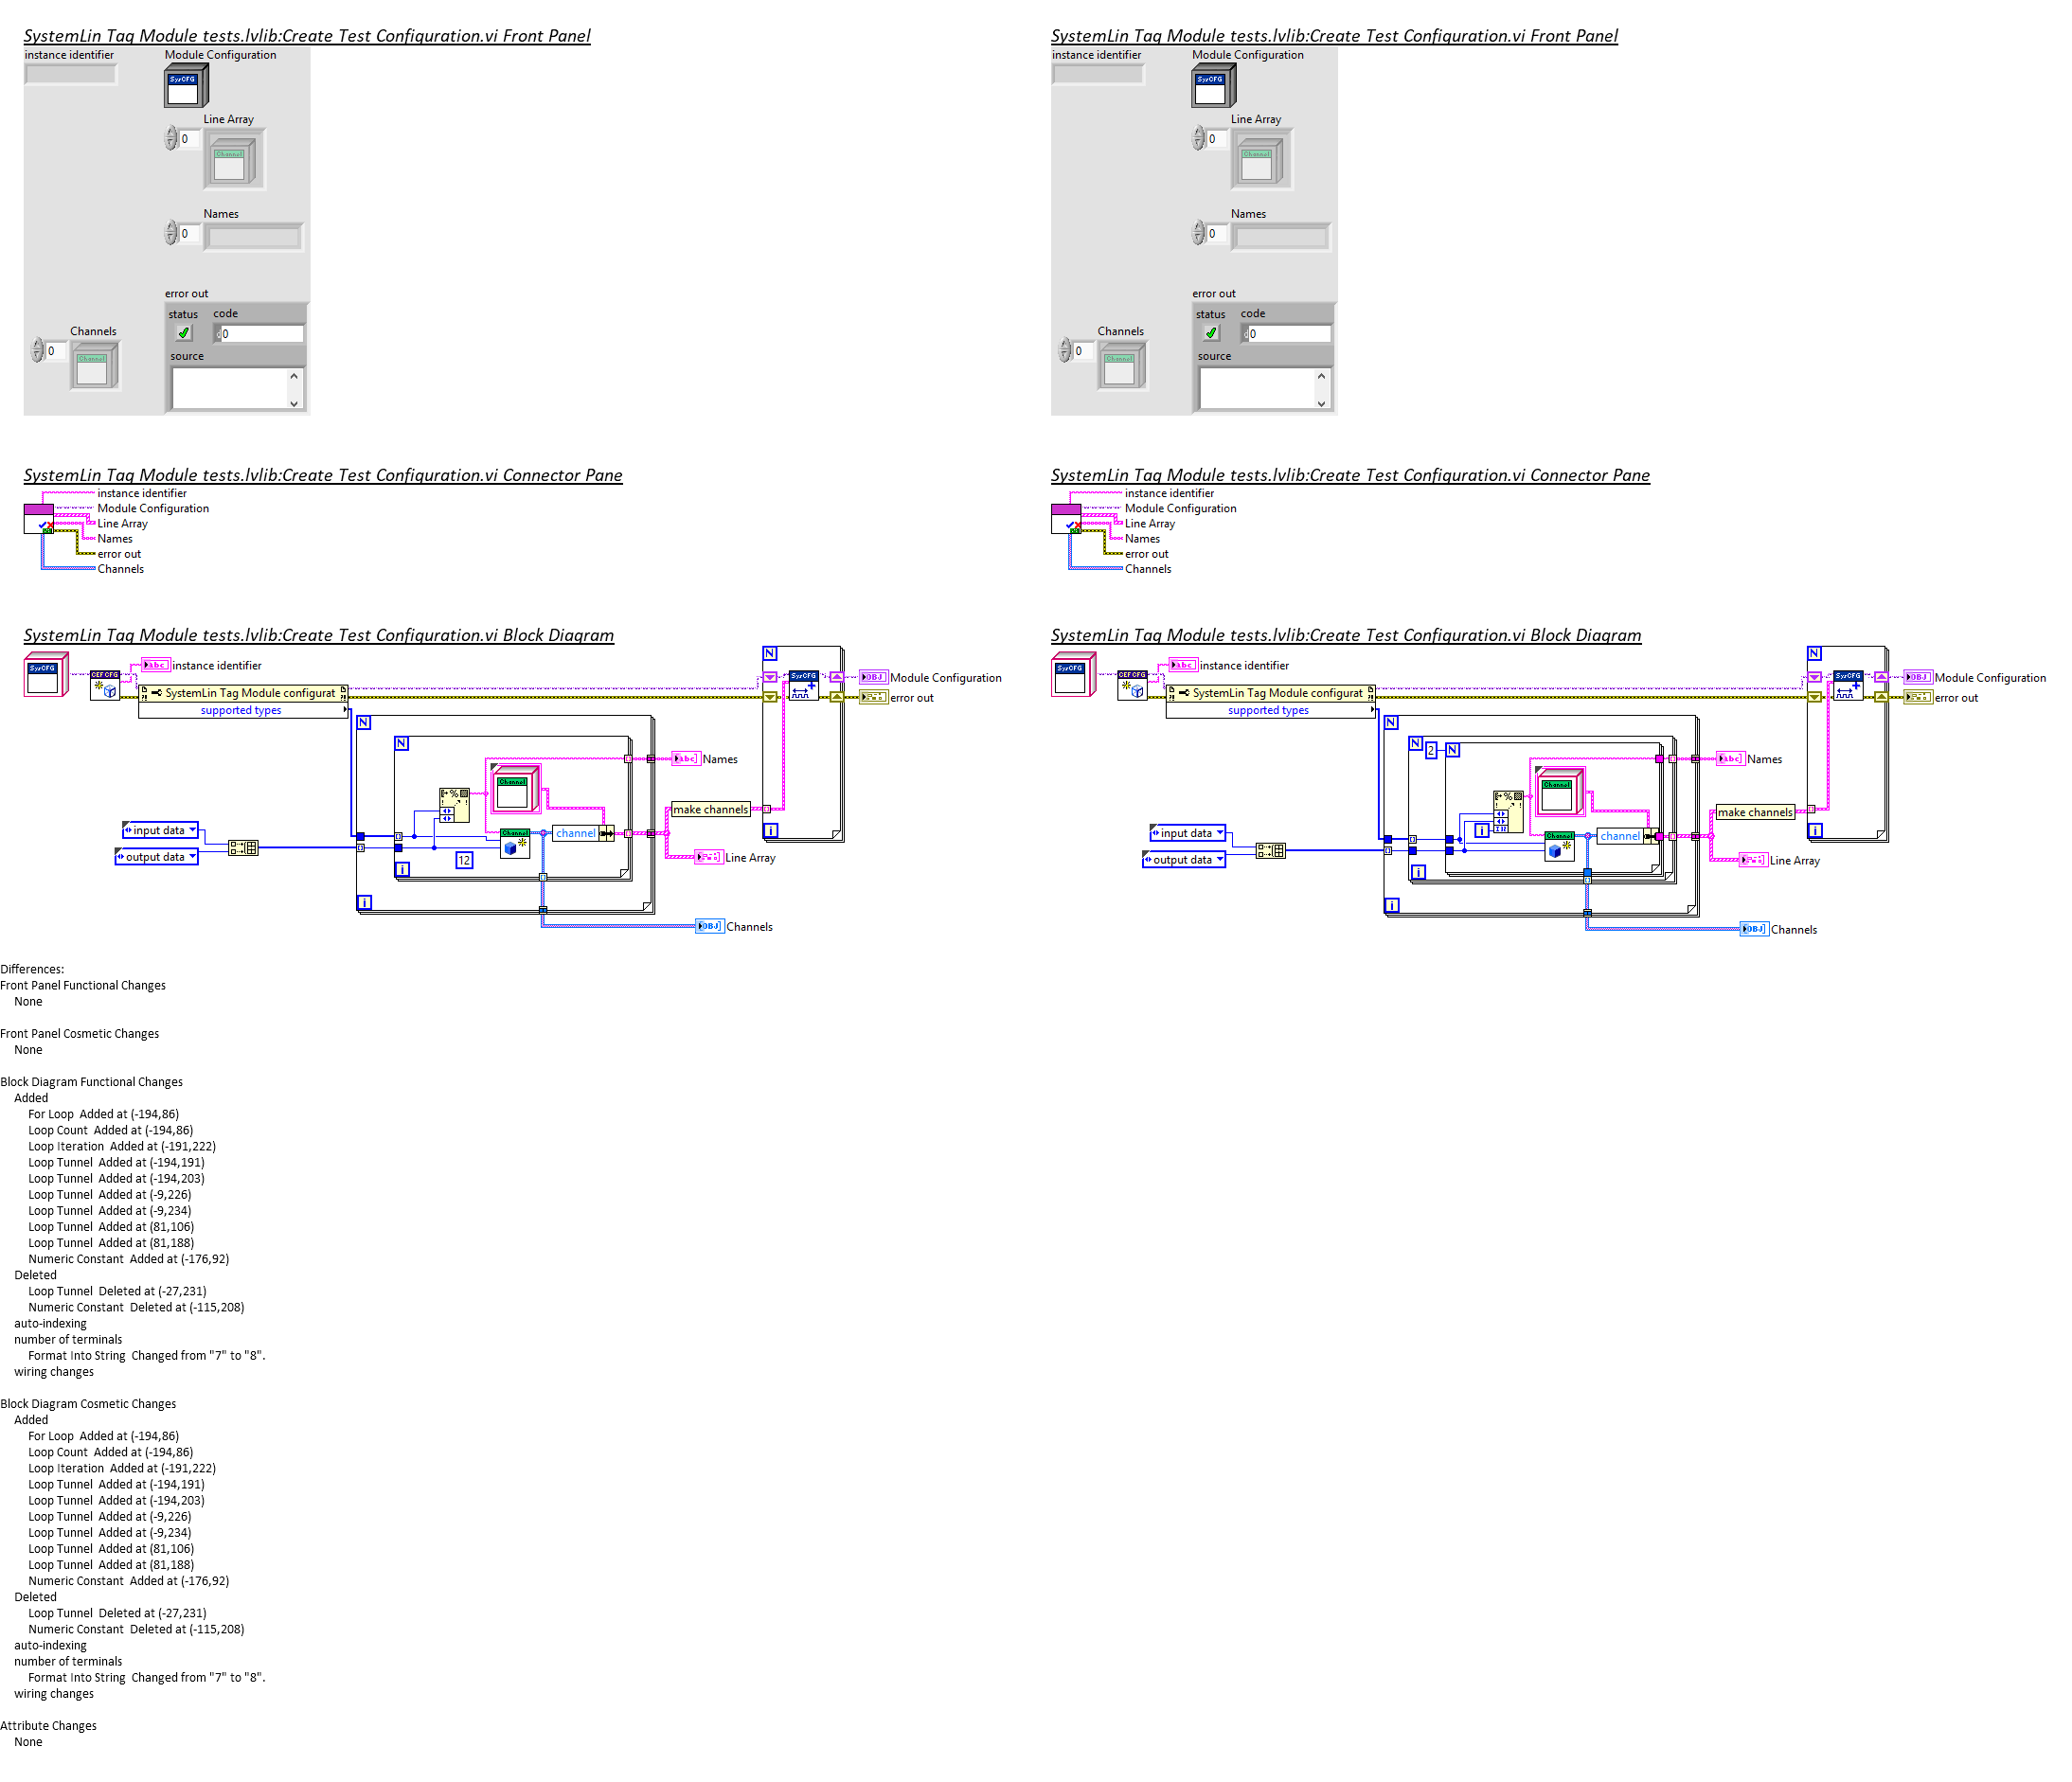 SystemLin Tag Module tests.lvlib:Create Test Configuration.vi Front Panel
instance identifier
Module Configuration
SysCFG
Line Array
0
Channel
Names
0
error out
status
code
0
source
Channels
0
Channel
SystemLin Tag Module tests.lvlib:Create Test Configuration.vi Connector Pane
instance identifier
Module Configuration
Line Array
Names
error out
Channels
SystemLin Tag Module tests.lvlib:Create Test Configuration.vi Block Diagram
SysCFG
CEF CFG
abc
instance identifier
SystemLin Tag Module configurat
supported types
N
SysCFG
OBJ
Module Configuration
error out
N
N
Channel
abc
Names
make channels
input data
output data
12
Channel
channel
i
i
i
Line Array
OBJ
Channels
SystemLin Tag Module tests.lvlib:Create Test Configuration.vi Front Panel
instance identifier
Module Configuration
SysCFG
Line Array
0
Channel
Names
0
error out
status
code
0
source
Channels
0
Channel
SystemLin Tag Module tests.lvlib:Create Test Configuration.vi Connector Pane
instance identifier
Module Configuration
Line Array
Names
error out
Channels
SystemLin Tag Module tests.lvlib:Create Test Configuration.vi Block Diagram
SysCFG
CEF CFG
abc
instance identifier
SystemLin Tag Module configurat
supported types
N
SysCFG
OBJ
Module Configuration
error out
N
N
2
N
Channel
abc
Names
make channels
input data
output data
i
Channel
channel
i
i
i
Line Array
OBJ
Channels
Differences:
Front Panel Functional Changes
None
Front Panel Cosmetic Changes
None
Block Diagram Functional Changes
Added
For Loop  Added at (-194,86)
Loop Count  Added at (-194,86)
Loop Iteration  Added at (-191,222)
Loop Tunnel  Added at (-194,191)
Loop Tunnel  Added at (-194,203)
Loop Tunnel  Added at (-9,226)
Loop Tunnel  Added at (-9,234)
Loop Tunnel  Added at (81,106)
Loop Tunnel  Added at (81,188)
Numeric Constant  Added at (-176,92)
Deleted
Loop Tunnel  Deleted at (-27,231)
Numeric Constant  Deleted at (-115,208)
auto-indexing
number of terminals
Format Into String  Changed from "7" to "8".
wiring changes
Block Diagram Cosmetic Changes
Added
For Loop  Added at (-194,86)
Loop Count  Added at (-194,86)
Loop Iteration  Added at (-191,222)
Loop Tunnel  Added at (-194,191)
Loop Tunnel  Added at (-194,203)
Loop Tunnel  Added at (-9,226)
Loop Tunnel  Added at (-9,234)
Loop Tunnel  Added at (81,106)
Loop Tunnel  Added at (81,188)
Numeric Constant  Added at (-176,92)
Deleted
Loop Tunnel  Deleted at (-27,231)
Numeric Constant  Deleted at (-115,208)
auto-indexing
number of terminals
Format Into String  Changed from "7" to "8".
wiring changes
Attribute Changes
None